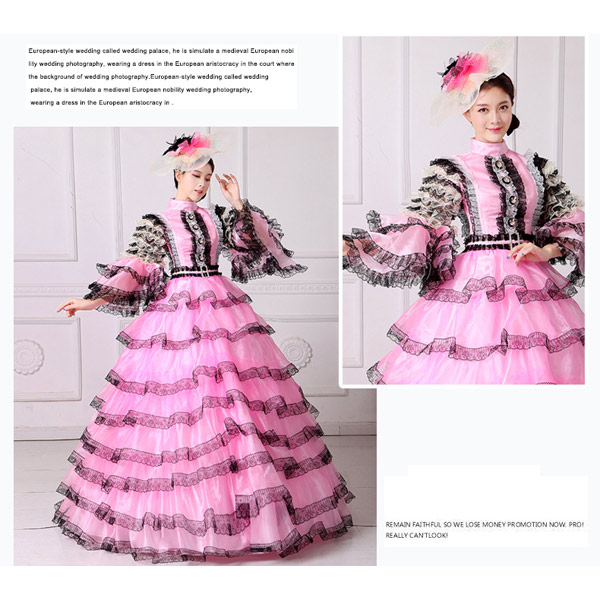 European-style wedding called wedding palace, he is simulate a medieval European nobi
lity wedding photography, wearing a dress in the European aristocracy in the court where
the background of wedding photography.European-style wedding called wedding
palace, he is simulate a medieval European nobility wedding photography,
wearing a dress in the European aristocracy in .
REMAIN FAITHFUL SO WE LOSE MONEY PROMOTION NOW. PRO!
REALLY CAN'TLOOK!